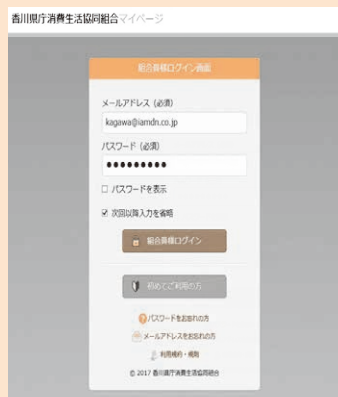 香川県庁消費生活協同組合マイページ
組合員様ログイン画面
メールアドレス (必須)
kagawa@iamdn.co.jp
パスワード (必須)
●●●●●●●●●
パスワードを表示
次回以降入力を省略
組合員様ログイン
初めてご利用の方
パスワードをお忘れの方
メールアドレスをお忘れの方
利用規約・規則
© 2017 香川県庁消費生活協同組合